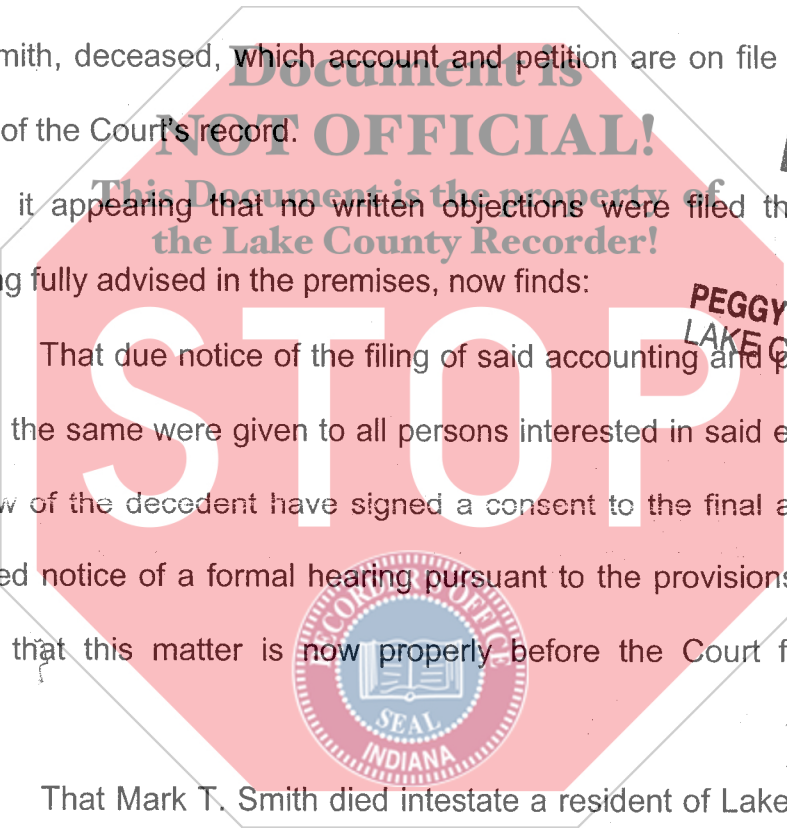 mith, deceased, which account and petition are on file
Document is
of the Court's record.
NOT OFFICIAL!
This Document is the property of
it appearing that no written objections were filed th
the Lake County Recorder!
ng fully advised in the premises, now finds:
PEGGY
LAKE C
That due notice of the filing of said accounting and p
the same were given to all persons interested in said e
STOP
w of the decedent have signed a consent to the final a
ed notice of a formal hearing pursuant to the provisions
RECORDER'S OFFICE
that this matter is now properly before the Court f
SEAL
INDIANA
That Mark T. Smith died intestate a resident of Lake